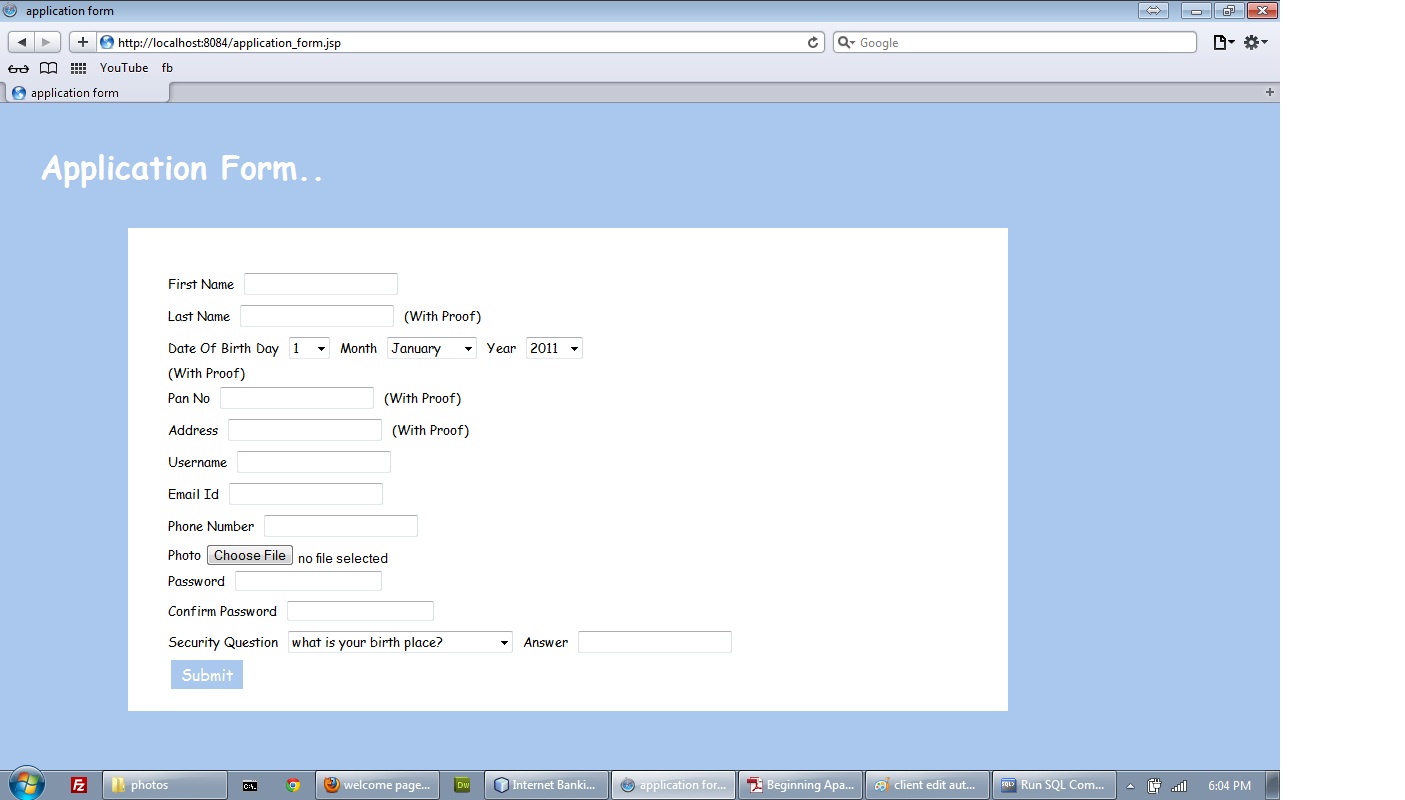 application form
http://localhost:8084/application_form.jsp
Google
YouTube fb
application form
Application Form..
First Name
Last Name (With Proof)
Date Of Birth Day 1 Month January Year 2011
(With Proof)
Pan No (With Proof)
Address (With Proof)
Username
Email Id
Phone Number
Photo Choose File no file selected
Password
Confirm Password
Security Question what is your birth place? Answer
Submit
Fz photos C:\. welcome page... Dw Internet Banki... application for... Beginning Apa... client edit aut... Run SQL Com... 6:04 PM